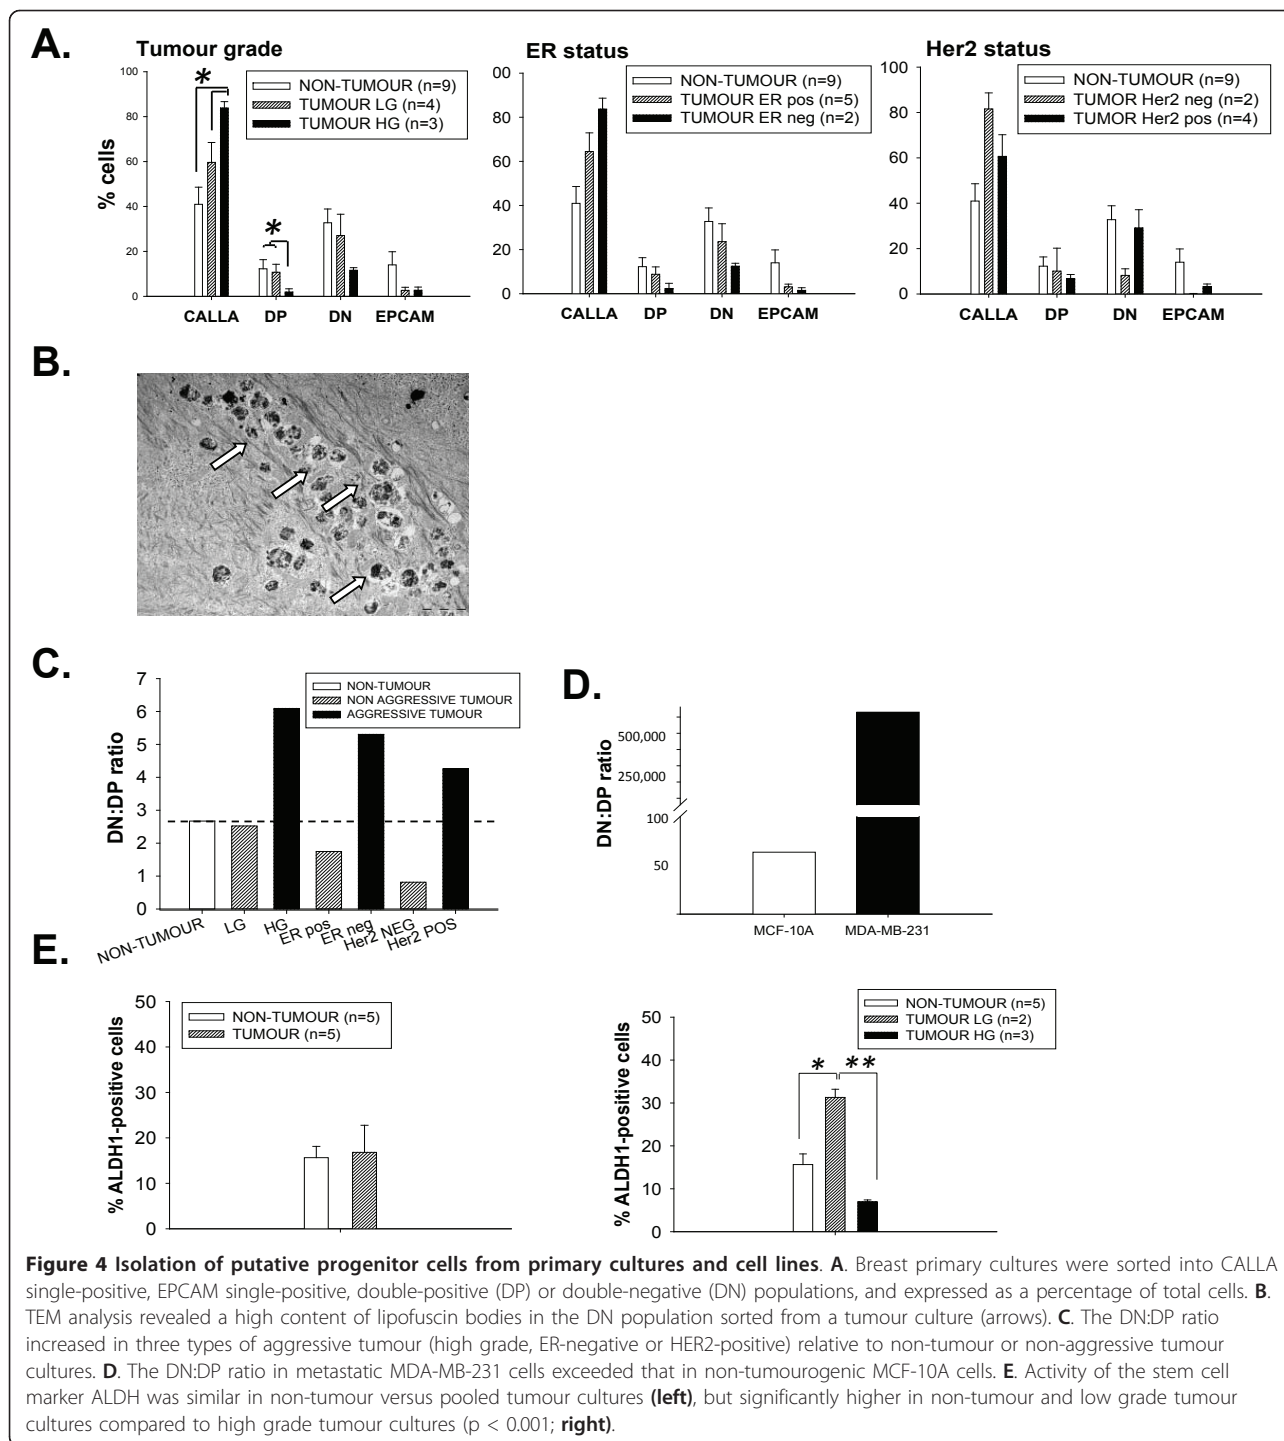 A.
Tumour grade
ER status
Her2 status
NON-TUMOUR (n=9)
TUMOUR LG (n=4)
TUMOUR HG (n=3)
NON-TUMOUR (n=9)
TUMOUR ER pos (n=5)
TUMOUR ER neg (n=2)
NON-TUMOUR (n=9)
TUMOR Her2 neg (n=2)
TUMOR Her2 pos (n=4)
% cells
100
80
60
40
20
0
* *
CALLA DP DN EPCAM
00
80
60
40
20
0
CALLA DP DN EPCAM
100
80
60
40
20
0
CALLA DP DN EPCAM
B.
C.
DN:DP ratio
7
6
5
4
3
2
1
0
NON-TUMOUR
NON AGGRESSIVE TUMOUR
AGGRESSIVE TUMOUR
NON-TUMOUR LG HG ER pos ER neg Her2 NEG Her2 POS
D.
DN:DP ratio
500,000
250,000
100
50
MCF-10A MDA-MB-231
E.
% ALDH1-positive cells
50
40
30
20
10
0
NON-TUMOUR (n=5)
TUMOUR (n=5)
NON-TUMOUR (n=5)
TUMOUR LG (n=2)
TUMOUR HG (n=3)
% ALDH1-positive cells
50
40
30
20
10
0
* **
Figure 4 Isolation of putative progenitor cells from primary cultures and cell lines. A. Breast primary cultures were sorted into CALLA
single-positive, EPCAM single-positive, double-positive (DP) or double-negative (DN) populations, and expressed as a percentage of total cells. B.
TEM analysis revealed a high content of lipofuscin bodies in the DN population sorted from a tumour culture (arrows). C. The DN:DP ratio
increased in three types of aggressive tumour (high grade, ER-negative or HER2-positive) relative to non-tumour or non-aggressive tumour
cultures. D. The DN:DP ratio in metastatic MDA-MB-231 cells exceeded that in non-tumourogenic MCF-10A cells. E. Activity of the stem cell
marker ALDH was similar in non-tumour versus pooled tumour cultures (left), but significantly higher in non-tumour and low grade tumour
cultures compared to high grade tumour cultures (p < 0.001; right).